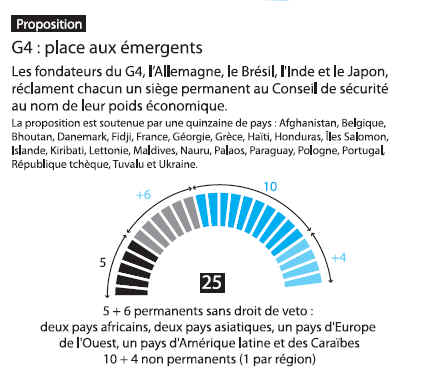 Proposition
G4 : place aux émergents
Les fondateurs du G4, l'Allemagne, le Brésil, l'Inde et le Japon,
réclament chacun un siège permanent au Conseil de sécurité
au nom de leur poids économique.
La proposition est soutenue par une quinzaine de pays : Afghanistan, Belgique,
Bhoutan, Danemark, Fidji, France, Géorgie, Grèce, Haïti, Honduras, Îles Salomon,
Islande, Kiribati, Lettonie, Maldives, Nauru, Palaos, Paraguay, Pologne, Portugal,
République tchèque, Tuvalu et Ukraine.
+6
10
5
+4
25
5 + 6 permanents sans droit de veto :
deux pays africains, deux pays asiatiques, un pays d'Europe
de l'Ouest, un pays d'Amérique latine et des Caraïbes
10 + 4 non permanents (1 par région)